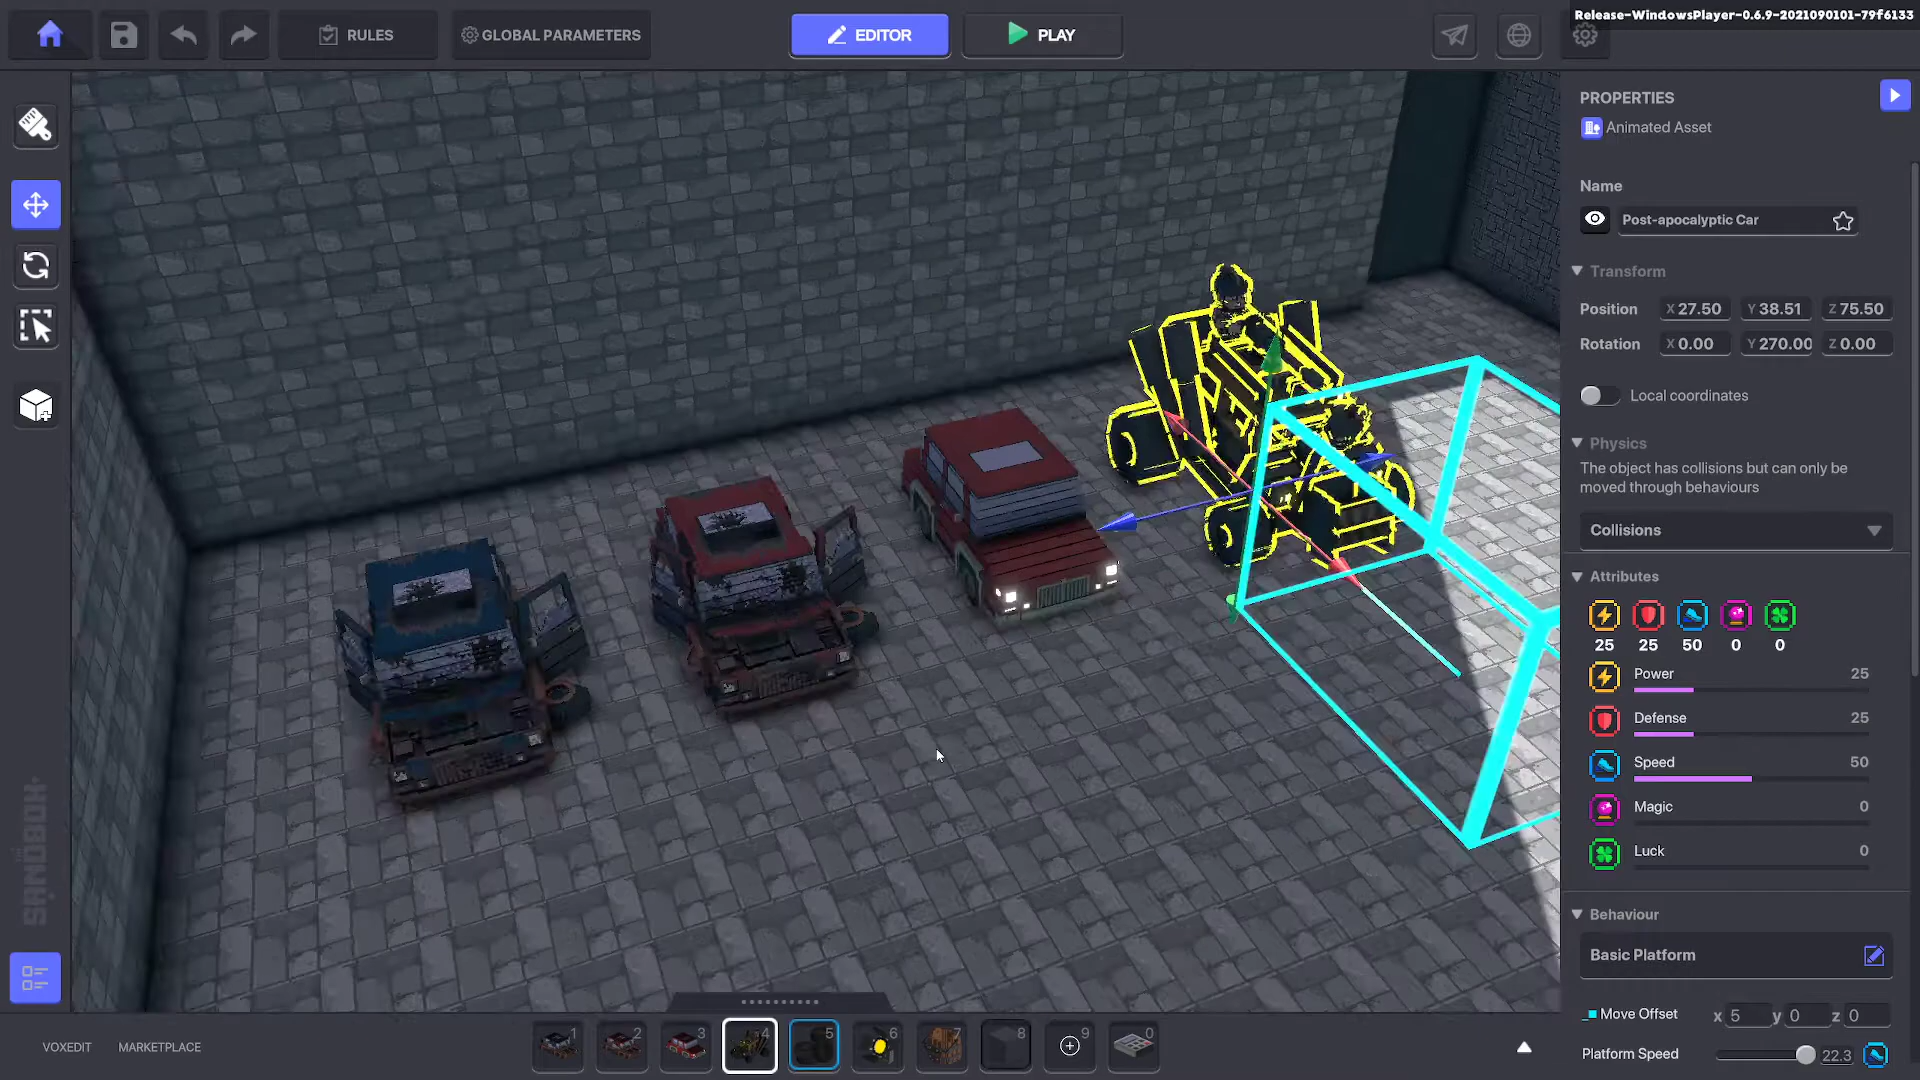 Release-WindowsPlayer-0.6.9-2021090101-79f6133
RULES
GLOBAL PARAMETERS
EDITOR
PLAY
PROPERTIES
Animated Asset
Name
Post-apocalyptic Car
Transform
Position X 27.50 Y 38.51 Z 75.50
Rotation X 0.00 Y 270.00 Z 0.00
Local coordinates
Physics
The object has collisions but can only be
moved through behaviours
Collisions
Attributes
25 25 50 0 0
Power 25
Defense 25
Speed 50
Magic 0
Luck 0
Behaviour
Basic Platform
Move Offset x 5 y 0 z 0
Platform Speed 22.3
THE SANDBOX
VOXEDIT
MARKETPLACE
1 2 3 4 5 6 7 8 9 0